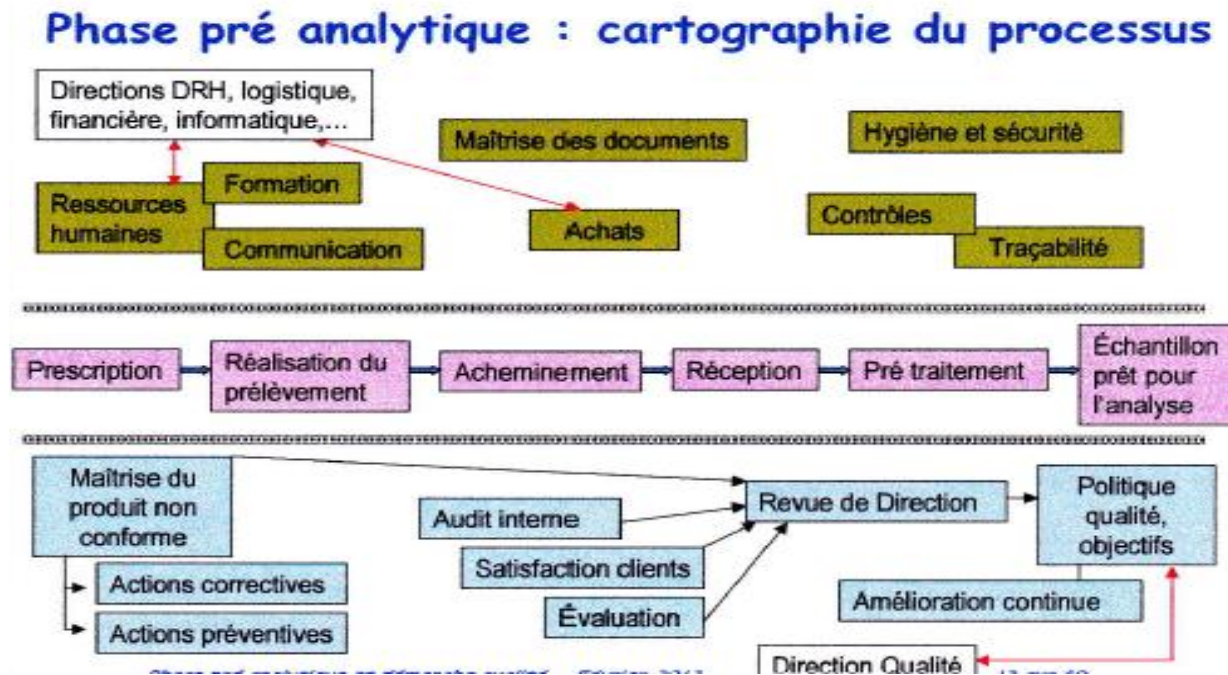 Phase pré analytique : cartographie du processus
Directions DRH, logistique,
financière, informatique,...
Maîtrise des documents
Hygiène et sécurité
Formation
Ressources
humaines
Communication
Achats
Contrôles
Traçabilité
Prescription
Réalisation du
prélèvement
Acheminement
Réception
Pré traitement
Échantillon
prêt pour
l'analyse
Maîtrise du
produit non
conforme
Actions correctives
Actions préventives
Audit interne
Satisfaction clients
Évaluation
Revue de Direction
Politique
qualité,
objectifs
Amélioration continue
Direction Qualité